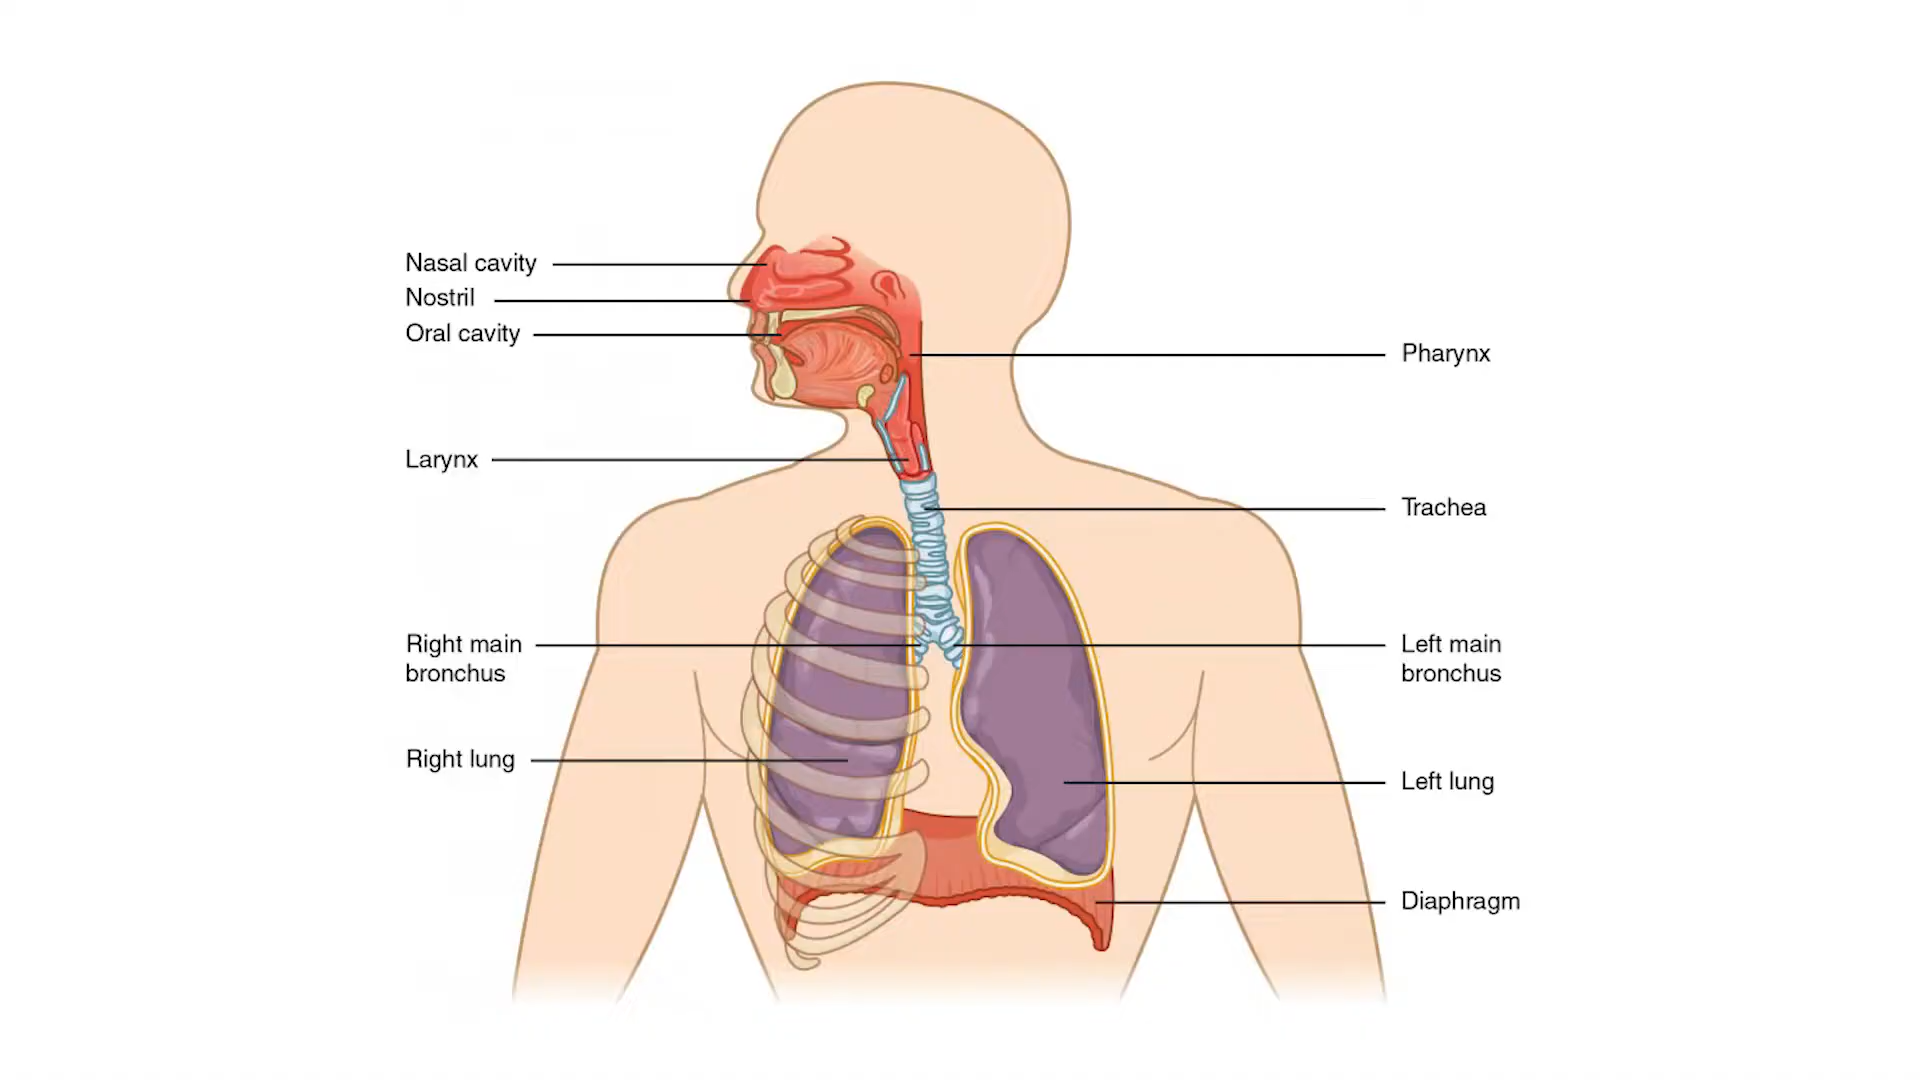 Nasal cavity
Nostril
Oral cavity
Larynx
Right main
bronchus
Right lung
Pharynx
Trachea
Left main
bronchus
Left lung
Diaphragm